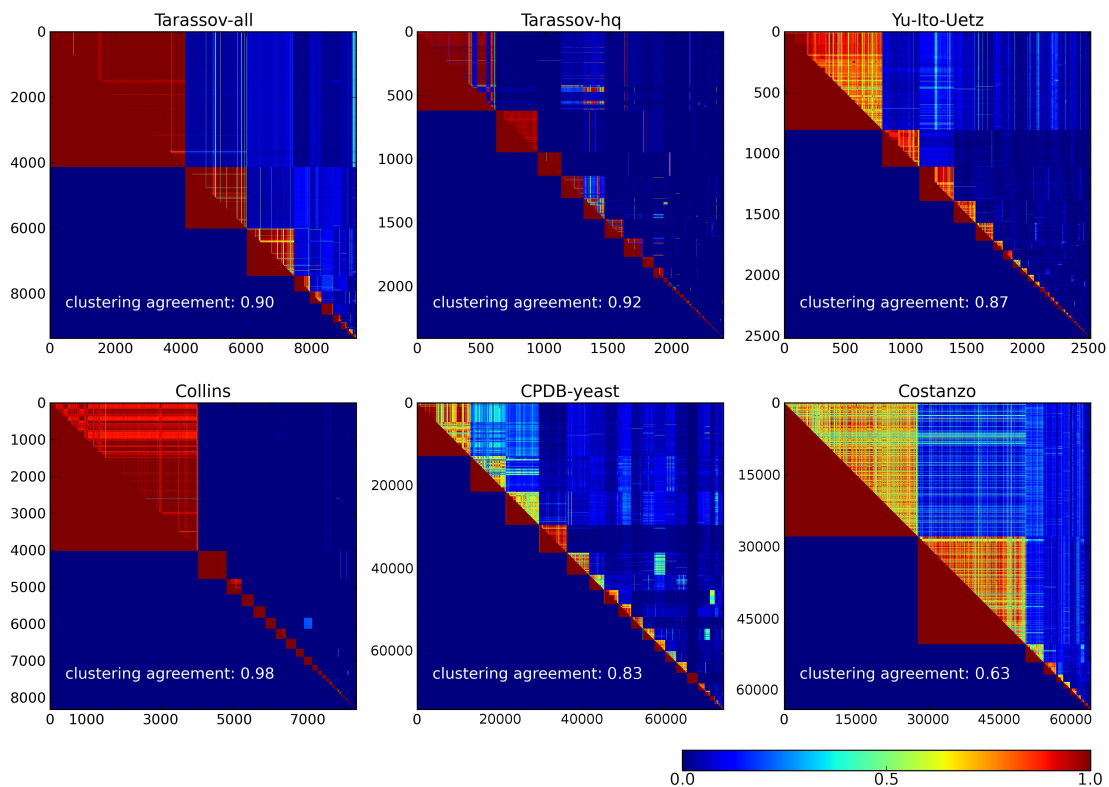 Tarassov-all
0
2000
4000
6000
8000
0 2000 4000 6000 8000
clustering agreement: 0.90
Tarassov-hq
0
500
1000
1500
2000
0 500 1000 1500 2000
clustering agreement: 0.92
Yu-Ito-Uetz
0
500
1000
1500
2000
2500
0 500 1000 1500 2000 2500
clustering agreement: 0.87
Collins
0
1000
2000
3000
4000
5000
6000
7000
8000
0 1000 3000 5000 7000
clustering agreement: 0.98
CPDB-yeast
0
20000
40000
60000
0 20000 40000 60000
clustering agreement: 0.83
Costanzo
0
15000
30000
45000
60000
0 15000 30000 45000 60000
clustering agreement: 0.63
0.0 0.5 1.0